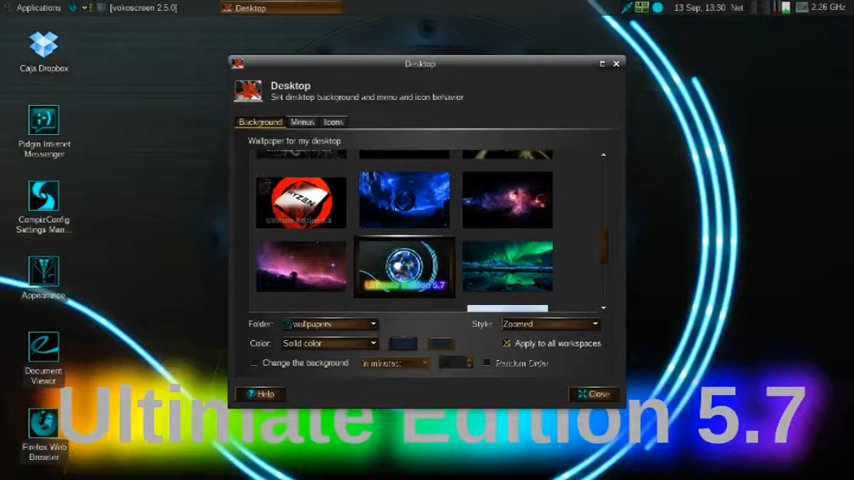 Applications
[vokoscreen 2.5.0]
Desktop
13 Sep, 13:30
Net
2.26 GHz
Caja Dropbox
Pidgin Internet
Messenger
CompizConfig
Settings Man...
Appearance
Document
Viewer
Firefox Web
Browser
Desktop
Desktop
Set desktop background and menu and icon behavior
Background
Menus
Icons
Wallpaper for my desktop
RYZEN
Ultimate Edition 5.7
Folder:
wallpapers
Style:
Zoomed
Color:
Solid color
Apply to all workspaces
Change the background
in minutes:
Random Order
Help
Close
Ultimate Edition 5.7